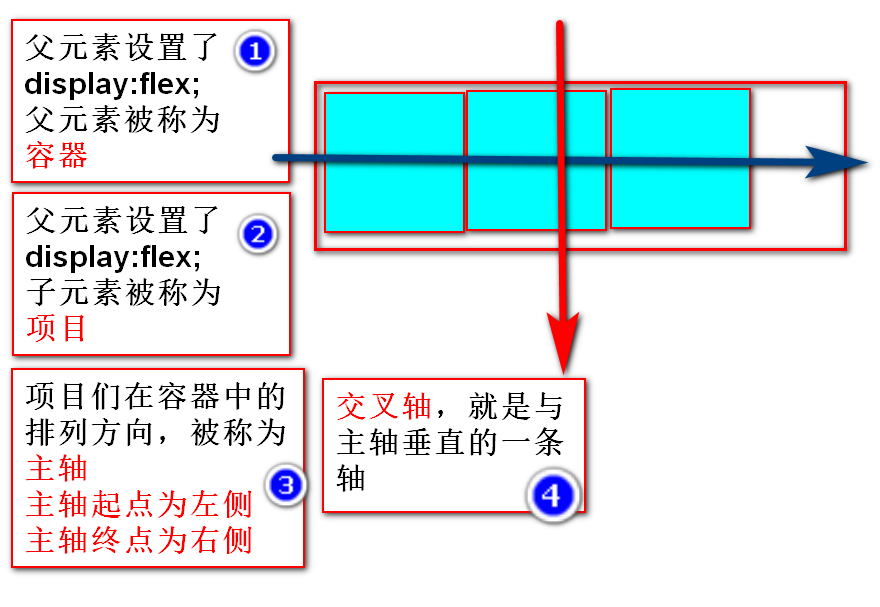 父元素设置了
display:flex;
父元素被称为
容器
1
父元素设置了
display:flex;
子元素被称为
项目
2
项目们在容器中的
排列方向，被称为
主轴
主轴起点为左侧
主轴终点为右侧
3
交叉轴，就是与
主轴垂直的一条
轴
4